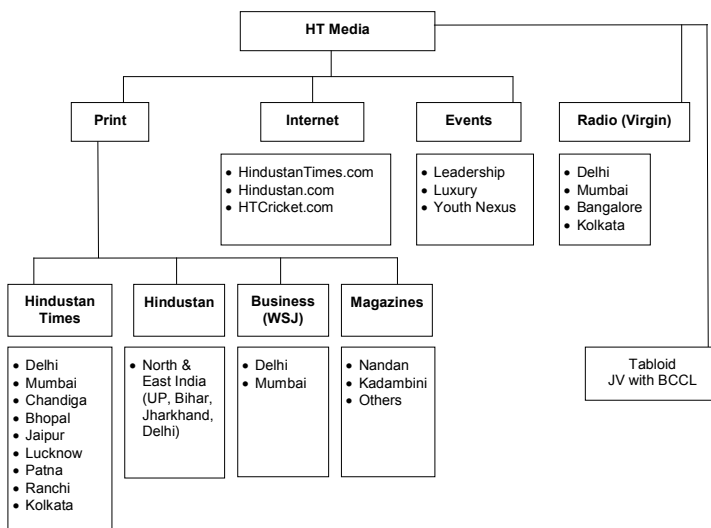 HT Media
Print
Internet
Events
Radio (Virgin)
• HindustanTimes.com
• Hindustan.com
• HTCricket.com
• Leadership
• Luxury
• Youth Nexus
• Delhi
• Mumbai
• Bangalore
• Kolkata
Hindustan
Times
Hindustan
Business
(WSJ)
Magazines
• Delhi
• Mumbai
• Chandiga
• Bhopal
• Jaipur
• Lucknow
• Patna
• Ranchi
• Kolkata
• North &
East India
(UP, Bihar,
Jharkhand,
Delhi)
• Delhi
• Mumbai
• Nandan
• Kadambini
• Others
Tabloid
JV with BCCL